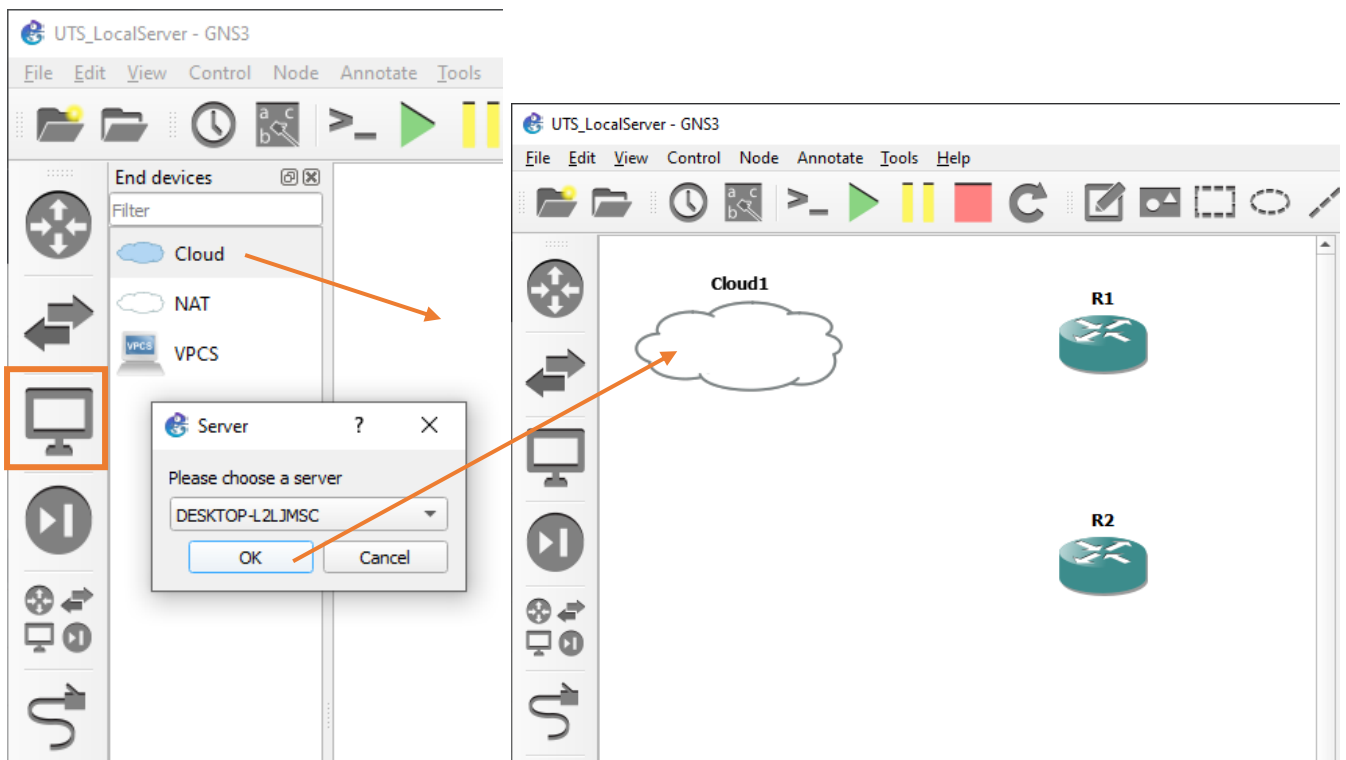 UTS_LocalServer - GNS3
File Edit View Control Node Annotate Tools
a c
b
End devices
Filter
Cloud
NAT
VPCS
VPCS
Server ?
Please choose a server
DESKTOP-L2LJMSC
OK Cancel
UTS_LocalServer - GNS3
File Edit View Control Node Annotate Tools Help
a c
b
Cloud1
R1
R2